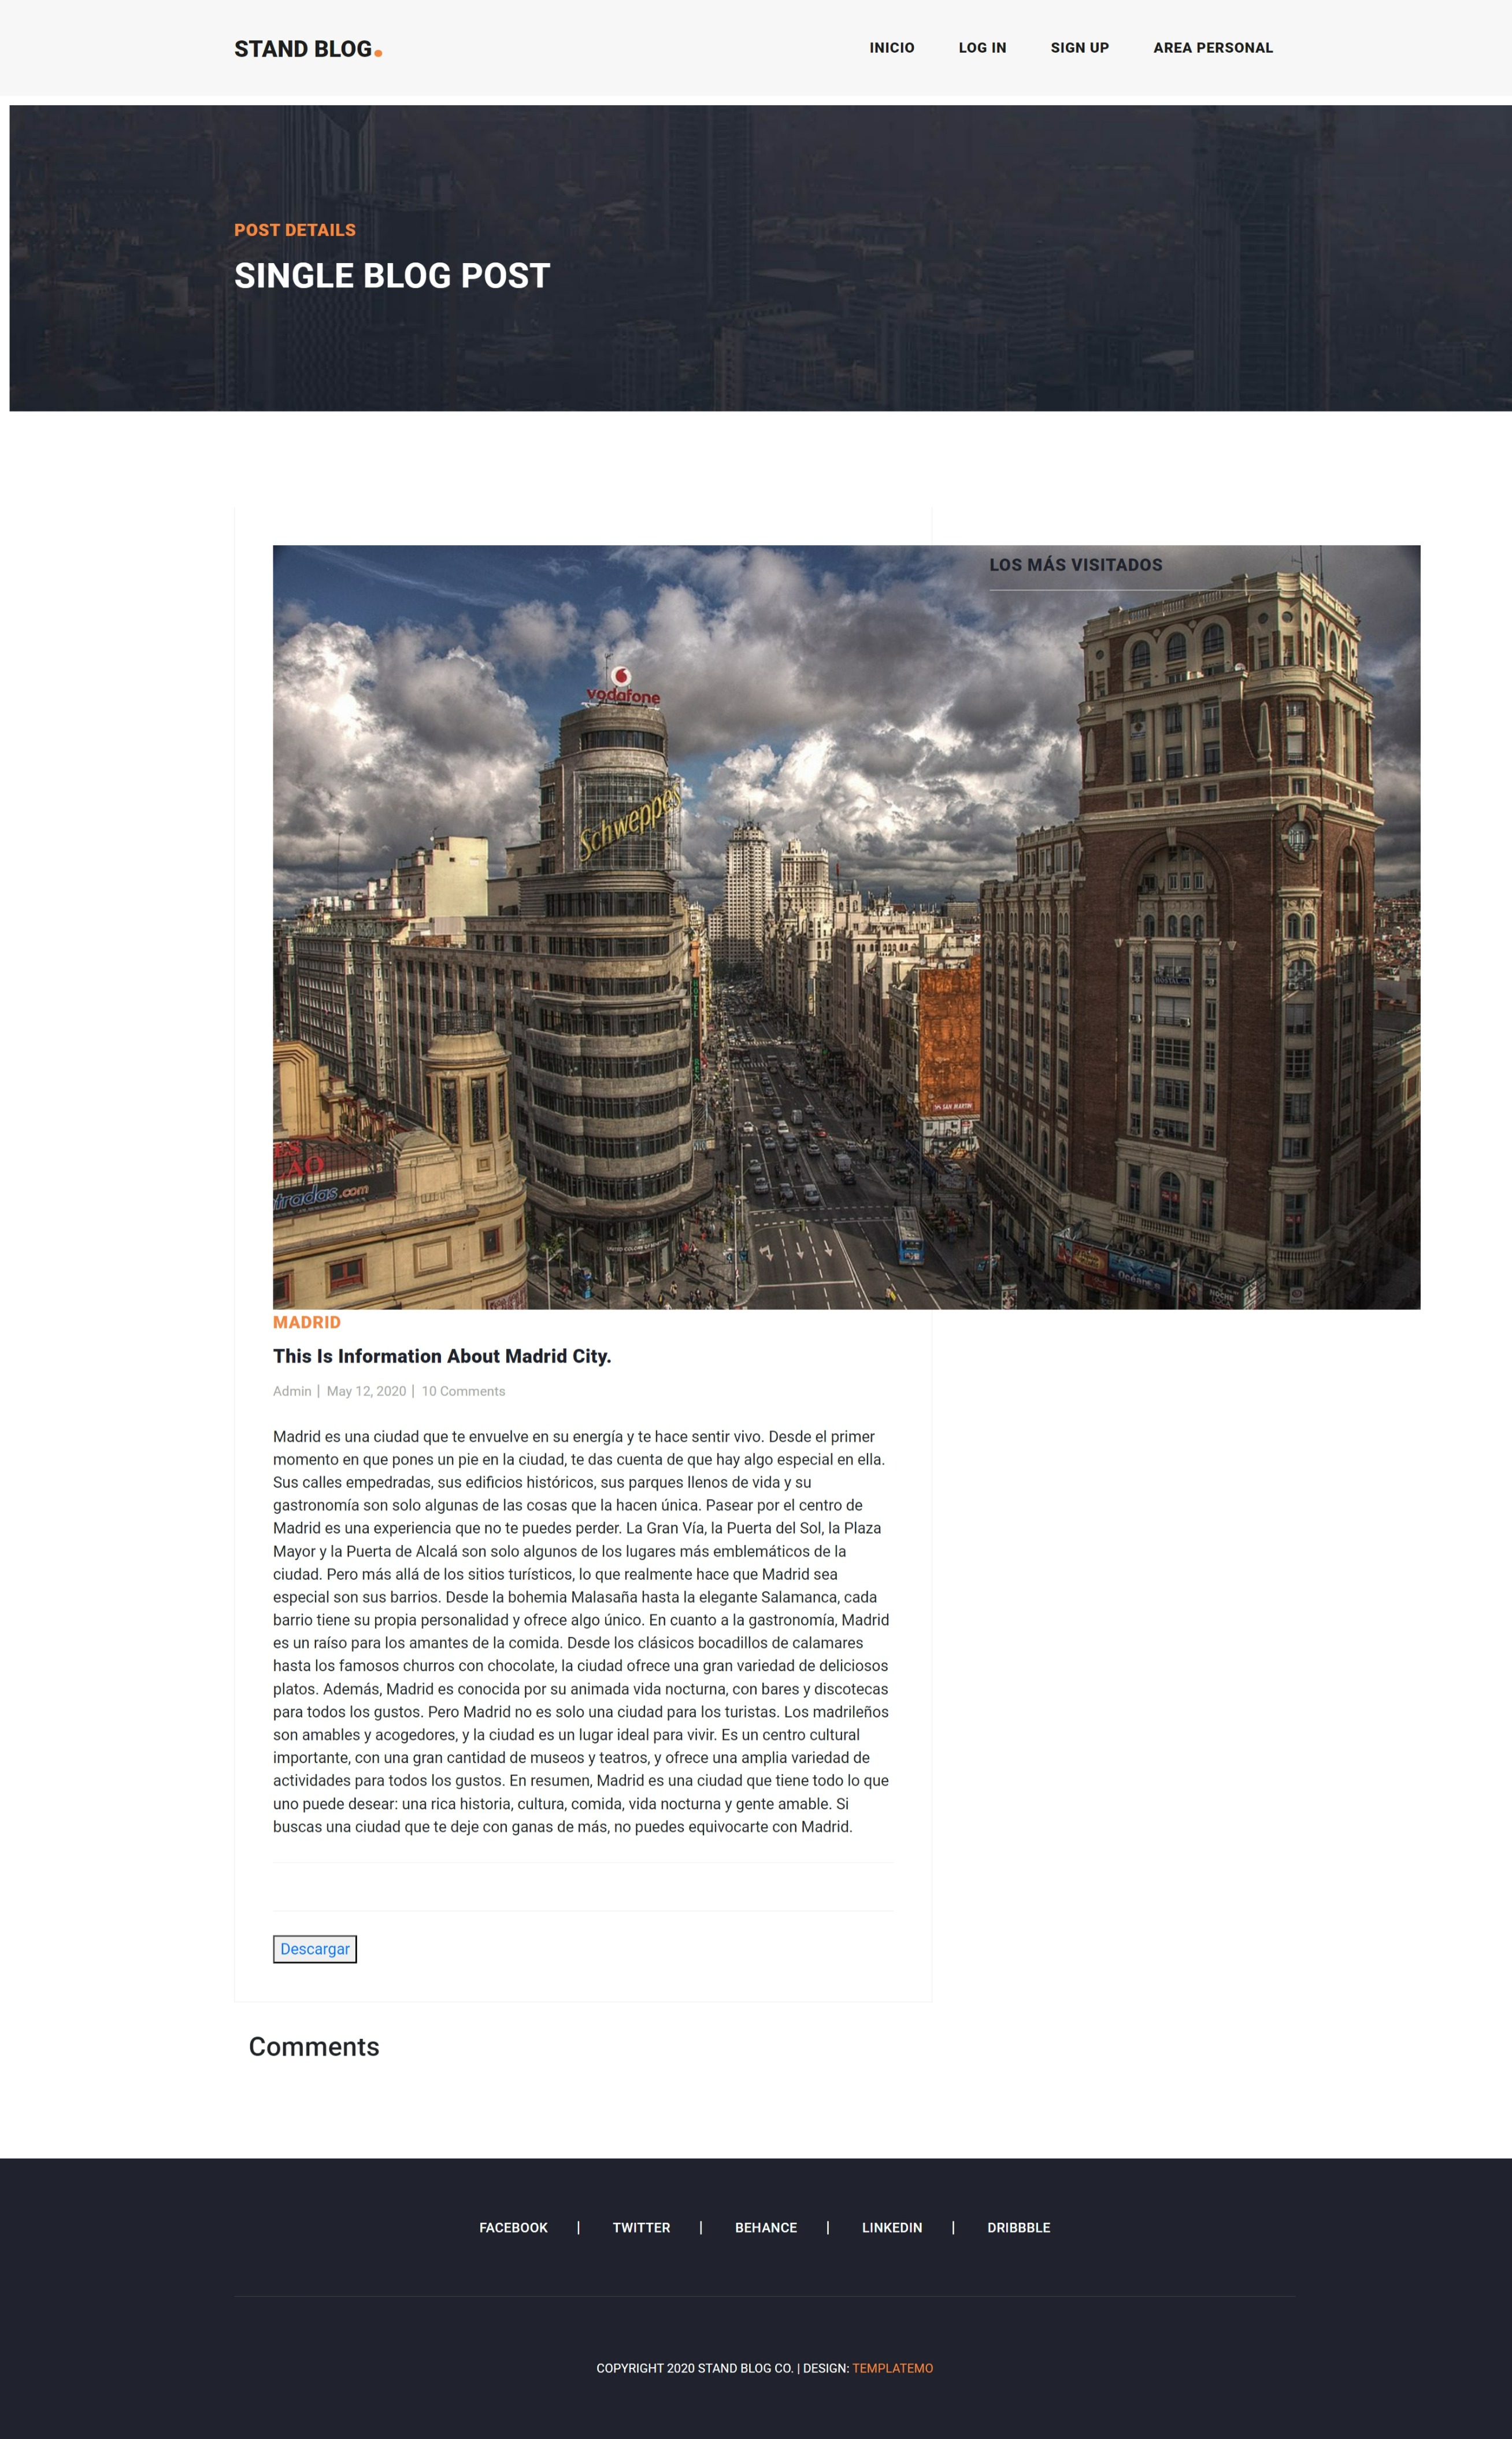 STAND BLOG.
INICIO LOG IN SIGN UP AREA PERSONAL
POST DETAILS
SINGLE BLOG POST
LOS MÁS VISITADOS
vodafone
Schweppes
HOTEL
REX
SAN MARTIN
ES
LAO
ntradas.com
UNITED COLORS OF BENETTON
Océanos
NOCHE
MADRID
This Is Information About Madrid City.
Admin | May 12, 2020 | 10 Comments
Madrid es una ciudad que te envuelve en su energía y te hace sentir vivo. Desde el primer
momento en que pones un pie en la ciudad, te das cuenta de que hay algo especial en ella.
Sus calles empedradas, sus edificios históricos, sus parques llenos de vida y su
gastronomía son solo algunas de las cosas que la hacen única. Pasear por el centro de
Madrid es una experiencia que no te puedes perder. La Gran Vía, la Puerta del Sol, la Plaza
Mayor y la Puerta de Alcalá son solo algunos de los lugares más emblemáticos de la
ciudad. Pero más allá de los sitios turísticos, lo que realmente hace que Madrid sea
especial son sus barrios. Desde la bohemia Malasaña hasta la elegante Salamanca, cada
barrio tiene su propia personalidad y ofrece algo único. En cuanto a la gastronomía, Madrid
es un raíso para los amantes de la comida. Desde los clásicos bocadillos de calamares
hasta los famosos churros con chocolate, la ciudad ofrece una gran variedad de deliciosos
platos. Además, Madrid es conocida por su animada vida nocturna, con bares y discotecas
para todos los gustos. Pero Madrid no es solo una ciudad para los turistas. Los madrileños
son amables y acogedores, y la ciudad es un lugar ideal para vivir. Es un centro cultural
importante, con una gran cantidad de museos y teatros, y ofrece una amplia variedad de
actividades para todos los gustos. En resumen, Madrid es una ciudad que tiene todo lo que
uno puede desear: una rica historia, cultura, comida, vida nocturna y gente amable. Si
buscas una ciudad que te deje con ganas de más, no puedes equivocarte con Madrid.
Descargar
Comments
FACEBOOK | TWITTER | BEHANCE | LINKEDIN | DRIBBBLE
COPYRIGHT 2020 STAND BLOG CO. | DESIGN: TEMPLATEMO